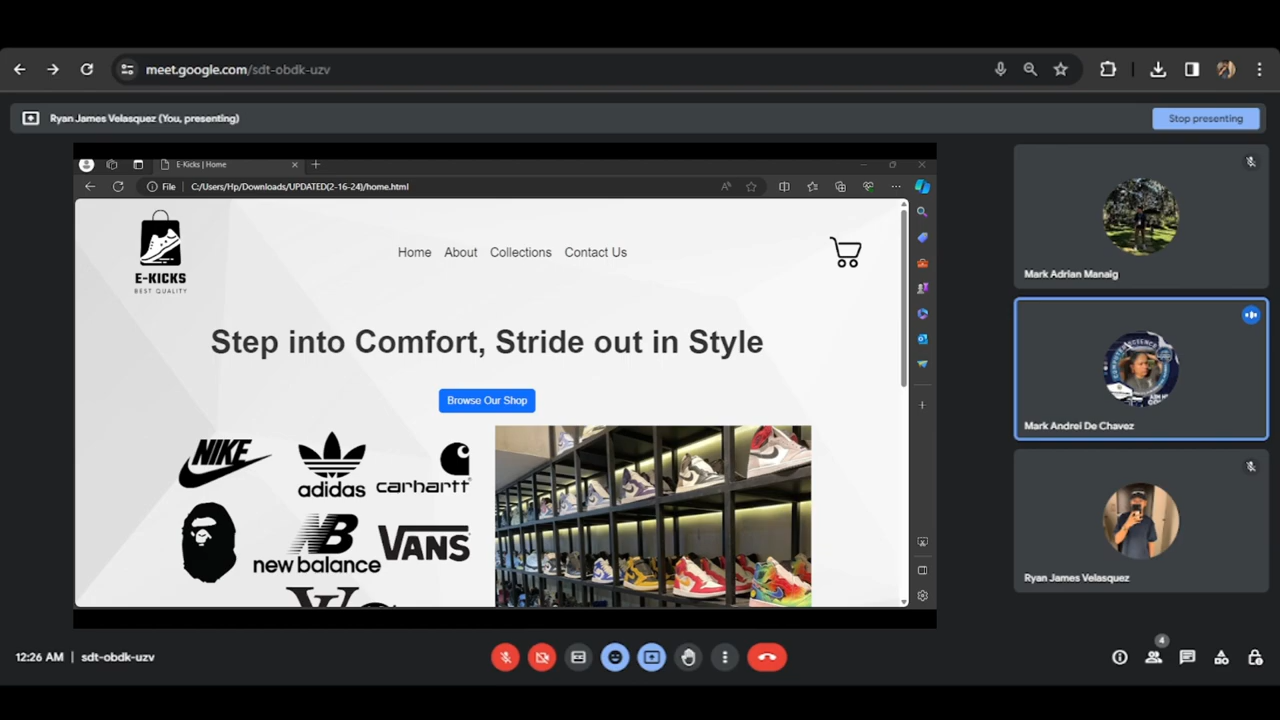 meet.google.com/sdt-obdk-uzv
Ryan James Velasquez (You, presenting)
Stop presenting
E-Kicks | Home
File
C:/Users/Hp/Downloads/UPDATED(2-16-24)/home.html
E-KICKS
BEST QUALITY
Home About Collections Contact Us
Step into Comfort, Stride out in Style
Browse Our Shop
NIKE
adidas
carhartt
new balance
VANS
Mark Adrian Manaig
Mark Andrei De Chavez
Ryan James Velasquez
12:26 AM | sdt-obdk-uzv
4